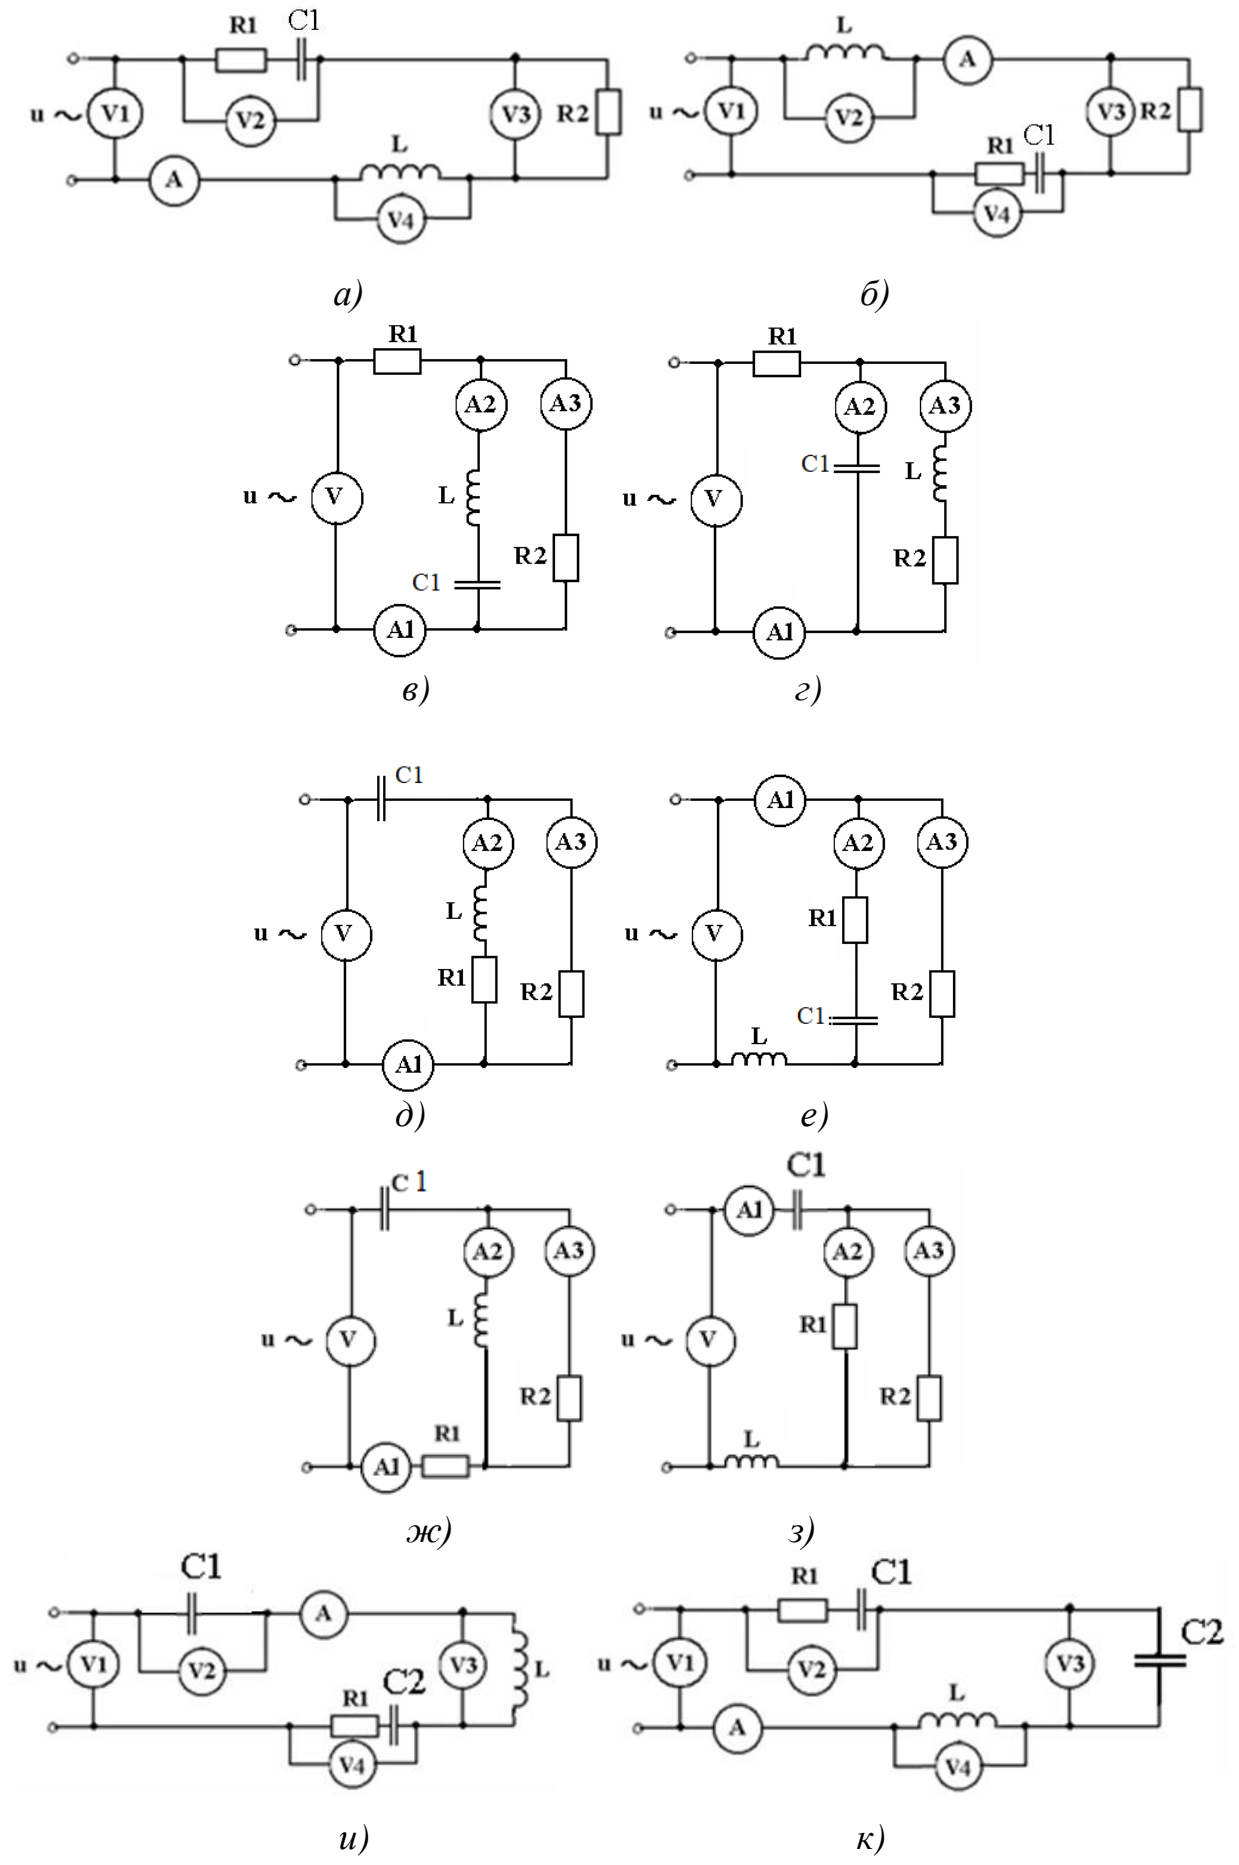 R1 C1
u ~ V1 V2 V3 R2
L
A V4
а)
L
A
u ~ V1 V2 V3 R2
R1 C1
V4
б)
R1
A2 A3
u ~ V L
R2
C1
A1
в)
R1
A2 A3
C1 L
u ~ V
R2
A1
г)
C1
A2 A3
L
u ~ V
R1 R2
A1
д)
A1
A2 A3
R1
u ~ V
R2
C1
L
е)
C 1
A2 A3
L
u ~ V
R2
R1
A1
ж)
C1
A1
A2 A3
R1
u ~ V
R2
L
з)
C1
A
u ~ V1 V2 V3 L
R1 C2
V4
и)
R1 C1
C2
u ~ V1 V2 V3
L
A
V4
к)